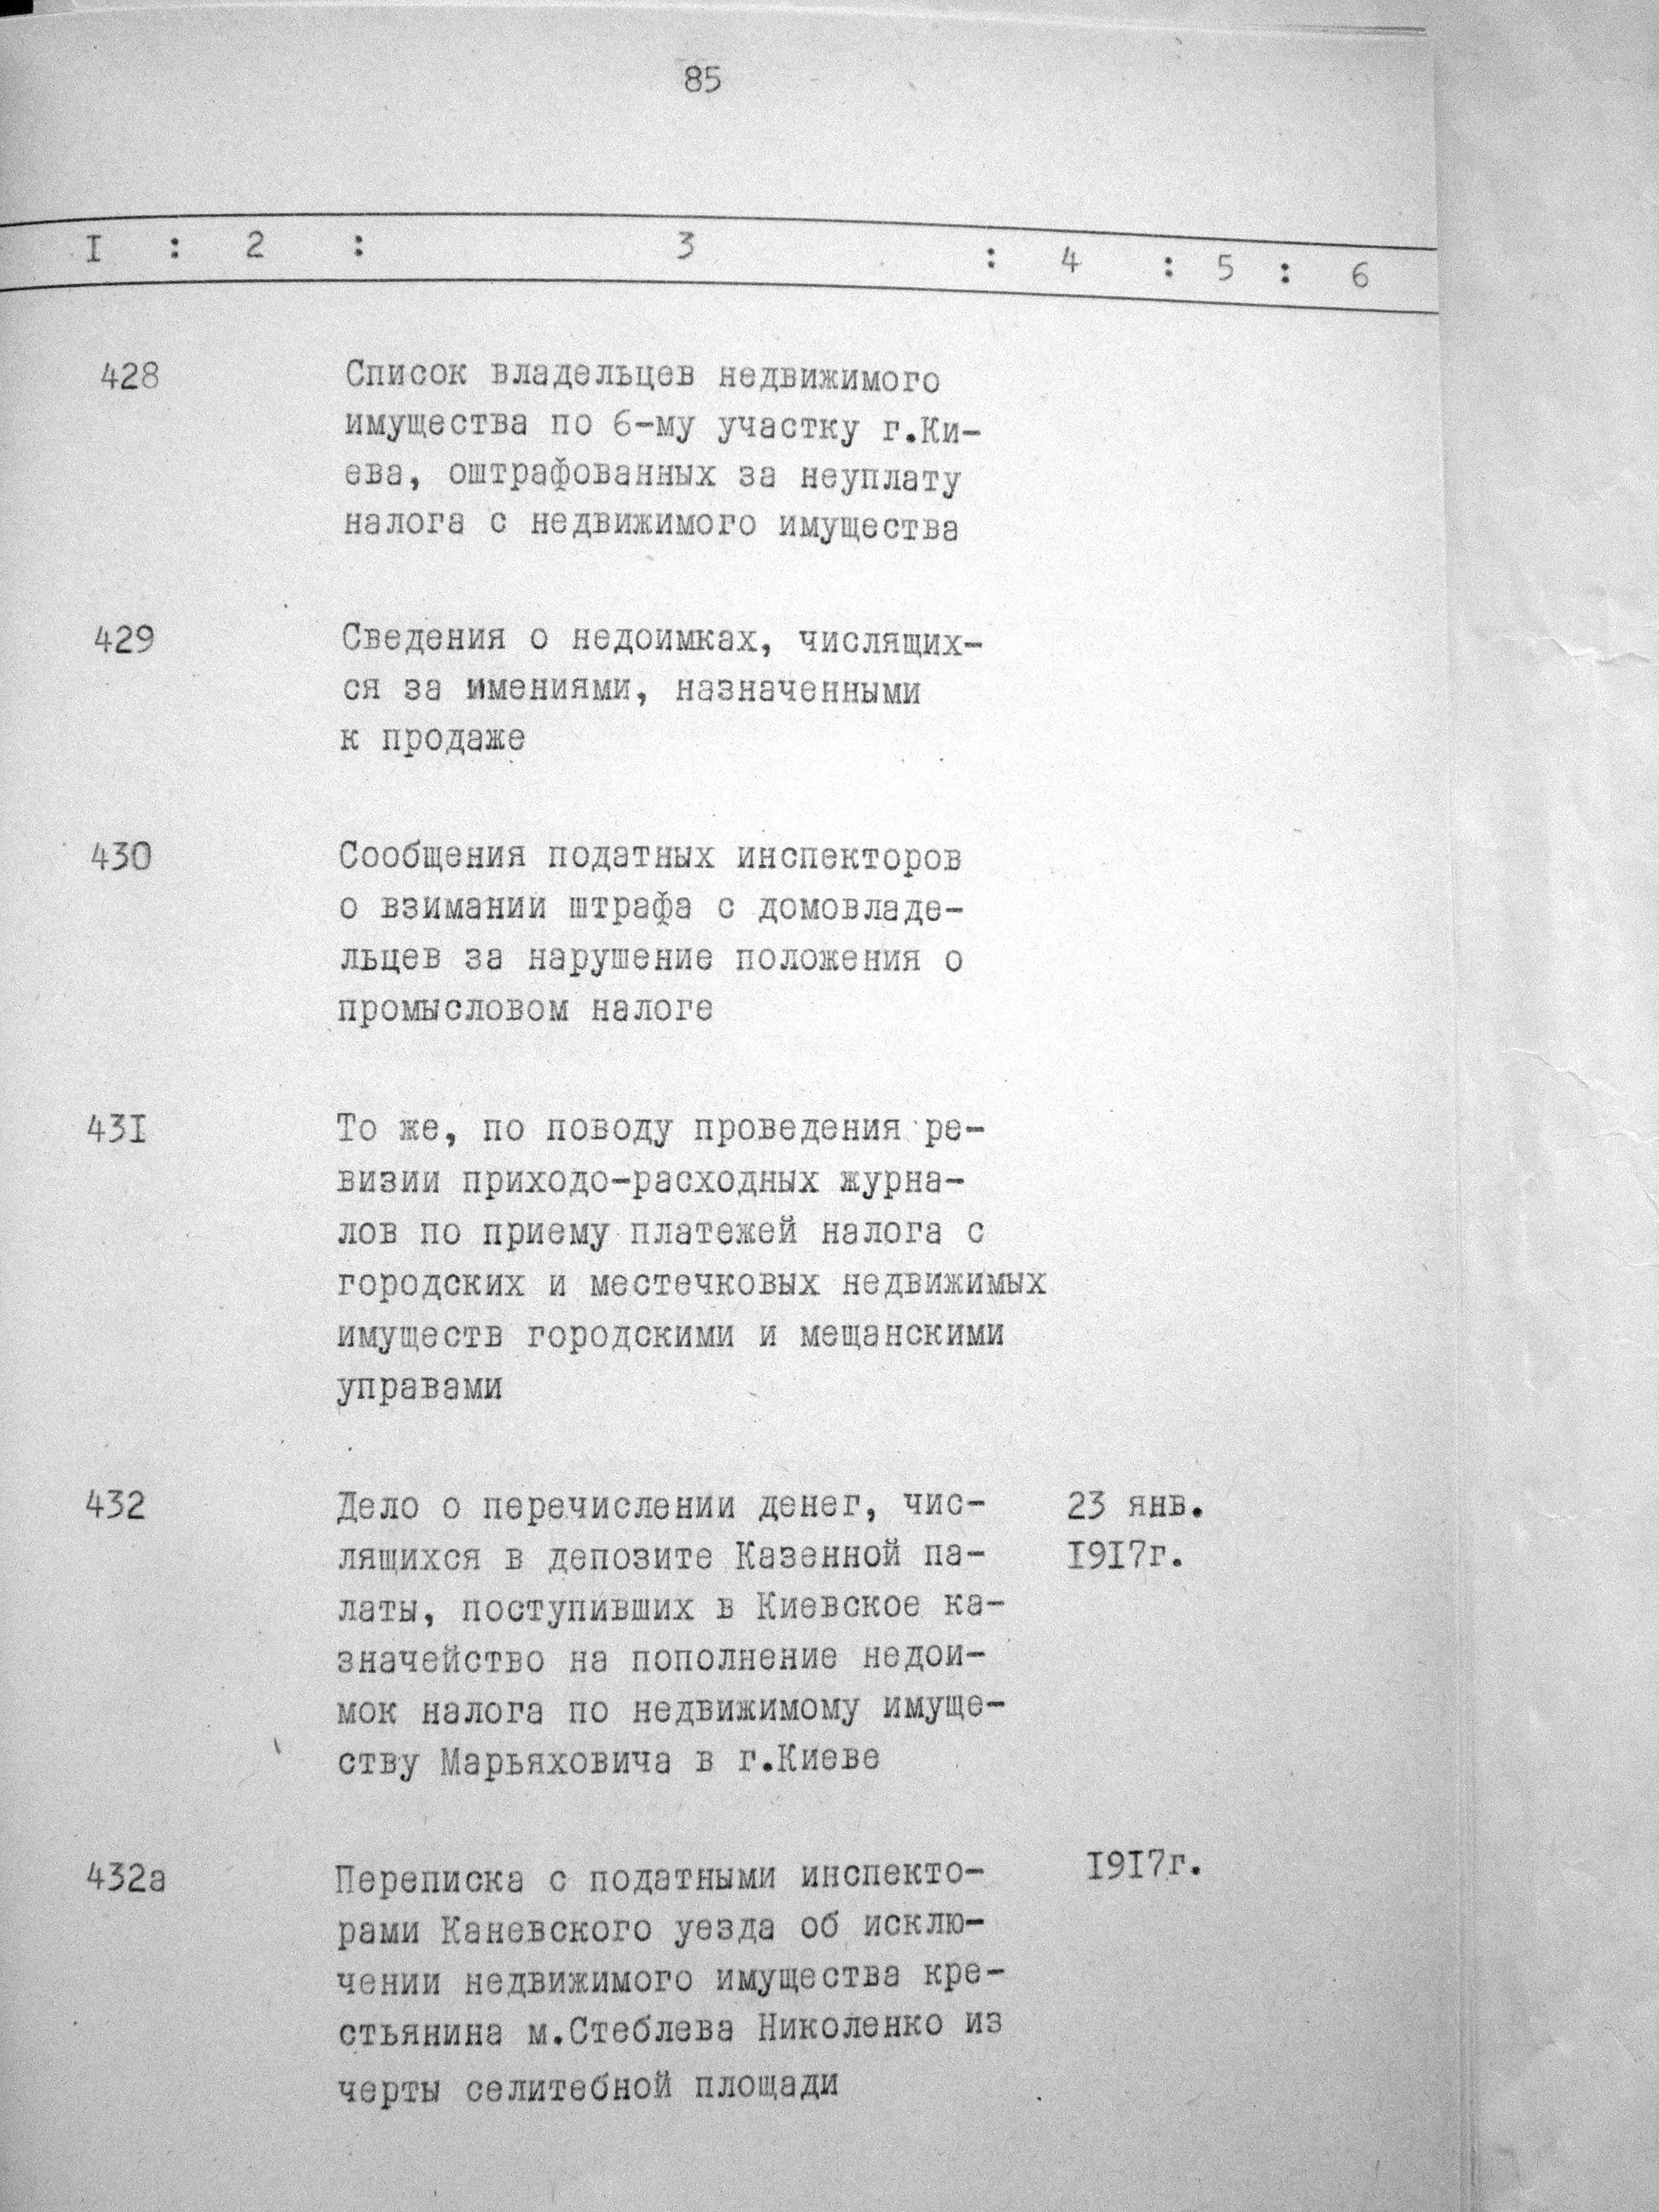 85
I : 2 : 3 : 4 : 5 : 6
428 Список владельцев недвижимого
имущества по 6-му участку г.Ки-
ева, оштрафованных за неуплату
налога с недвижимого имущества
429 Сведения о недоимках, числящих-
ся за имениями, назначенными
к продаже
430 Сообщения податных инспекторов
о взимании штрафа с домовладе-
льцев за нарушение положения о
промысловом налоге
43I То же, по поводу проведения ре-
визии приходо-расходных журна-
лов по приему платежей налога с
городских и местечковых недвижимых
имуществ городскими и мещанскими
управами
432 Дело о перечислении денег, чис- 23 янв.
лящихся в депозите Казенной па- I9I7г.
латы, поступивших в Киевское ка-
значейство на пополнение недои-
мок налога по недвижимому имуще-
ству Марьяховича в г.Киеве
432а Переписка с податными инспекто- I9I7г.
рами Каневского уезда об исклю-
чении недвижимого имущества кре-
стьянина м.Стеблева Николенко из
черты селитебной площади